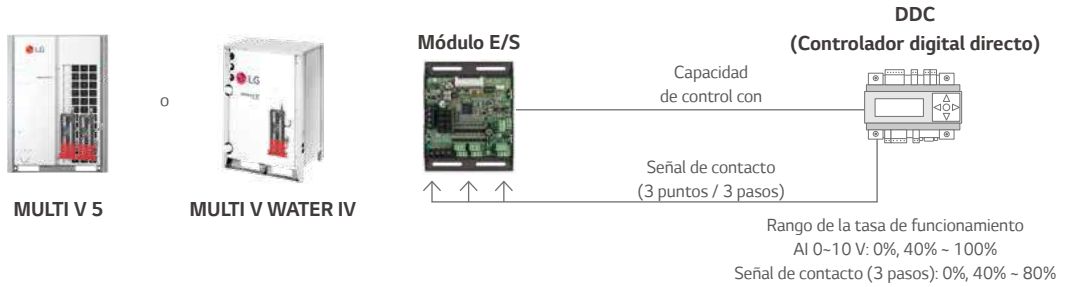 DDC
(Controlador digital directo)
Módulo E/S
LG
LG
o
Capacidad
de control con
Señal de contacto
(3 puntos / 3 pasos)
MULTI V 5
MULTI V WATER IV
Rango de la tasa de funcionamiento
AI 0~10 V: 0%, 40% ~ 100%
Señal de contacto (3 pasos): 0%, 40% ~ 80%